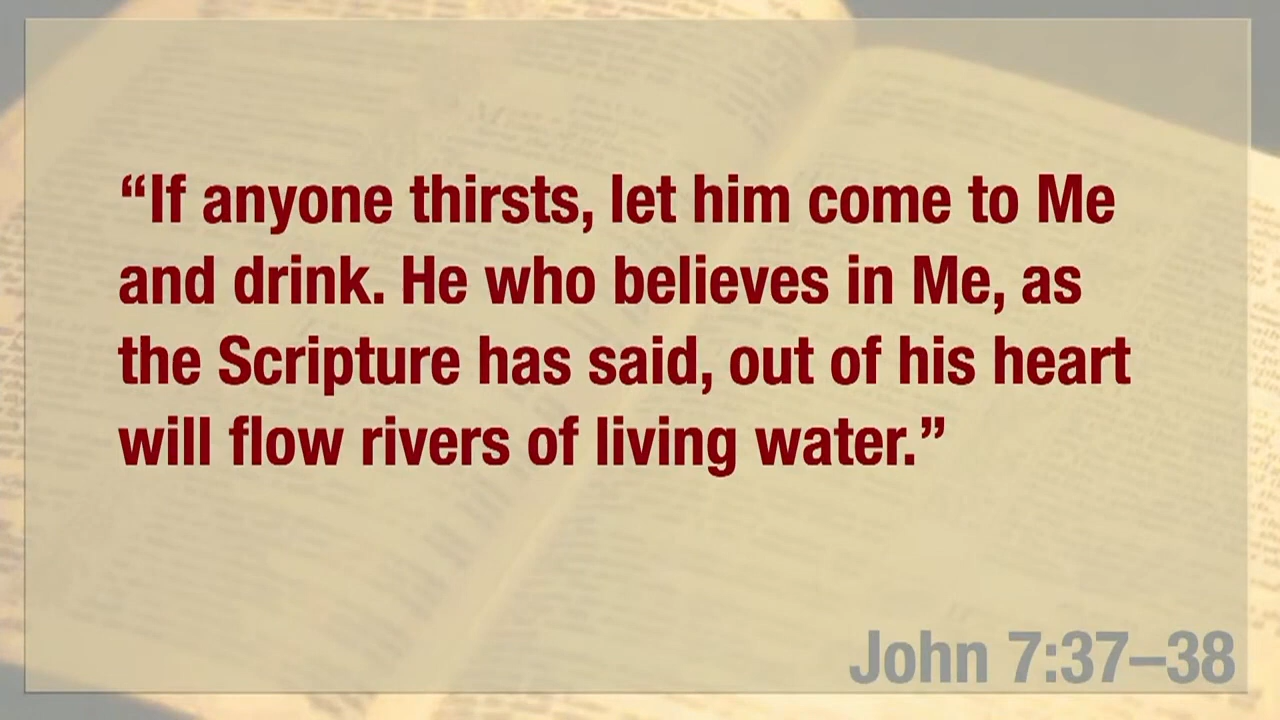 “If anyone thirsts, let him come to Me
and drink. He who believes in Me, as
the Scripture has said, out of his heart
will flow rivers of living water.”
John 7:37–38